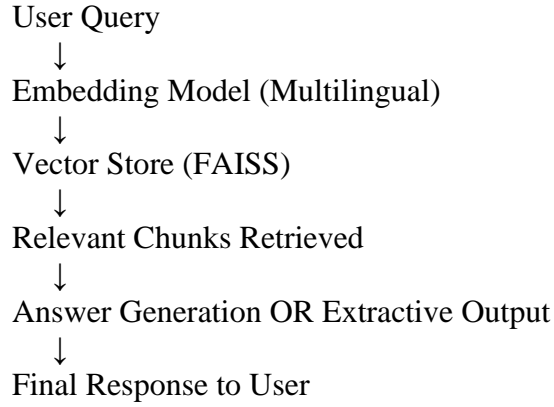 User Query
↓
Embedding Model (Multilingual)
↓
Vector Store (FAISS)
↓
Relevant Chunks Retrieved
↓
Answer Generation OR Extractive Output
↓
Final Response to User